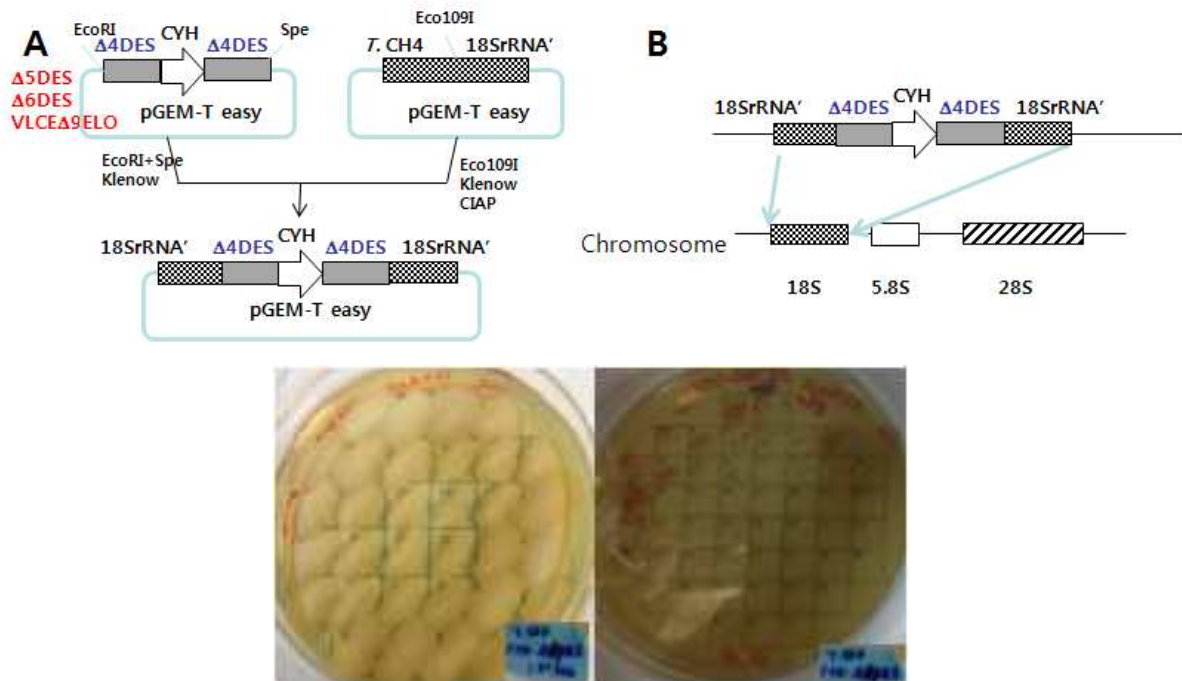 A
EcoRI
Δ4DES
CYH
Δ4DES
Spe
Δ5DES
Δ6DES
VLCEΔ9ELO
pGEM-T easy
Eco109I
T. CH4
18SrRNA'
pGEM-T easy
EcoRI+Spe
Klenow
Eco109I
Klenow
CIAP
18SrRNA'
Δ4DES
CYH
Δ4DES
18SrRNA'
pGEM-T easy
B
18SrRNA'
Δ4DES
CYH
Δ4DES
18SrRNA'
Chromosome
18S
5.8S
28S